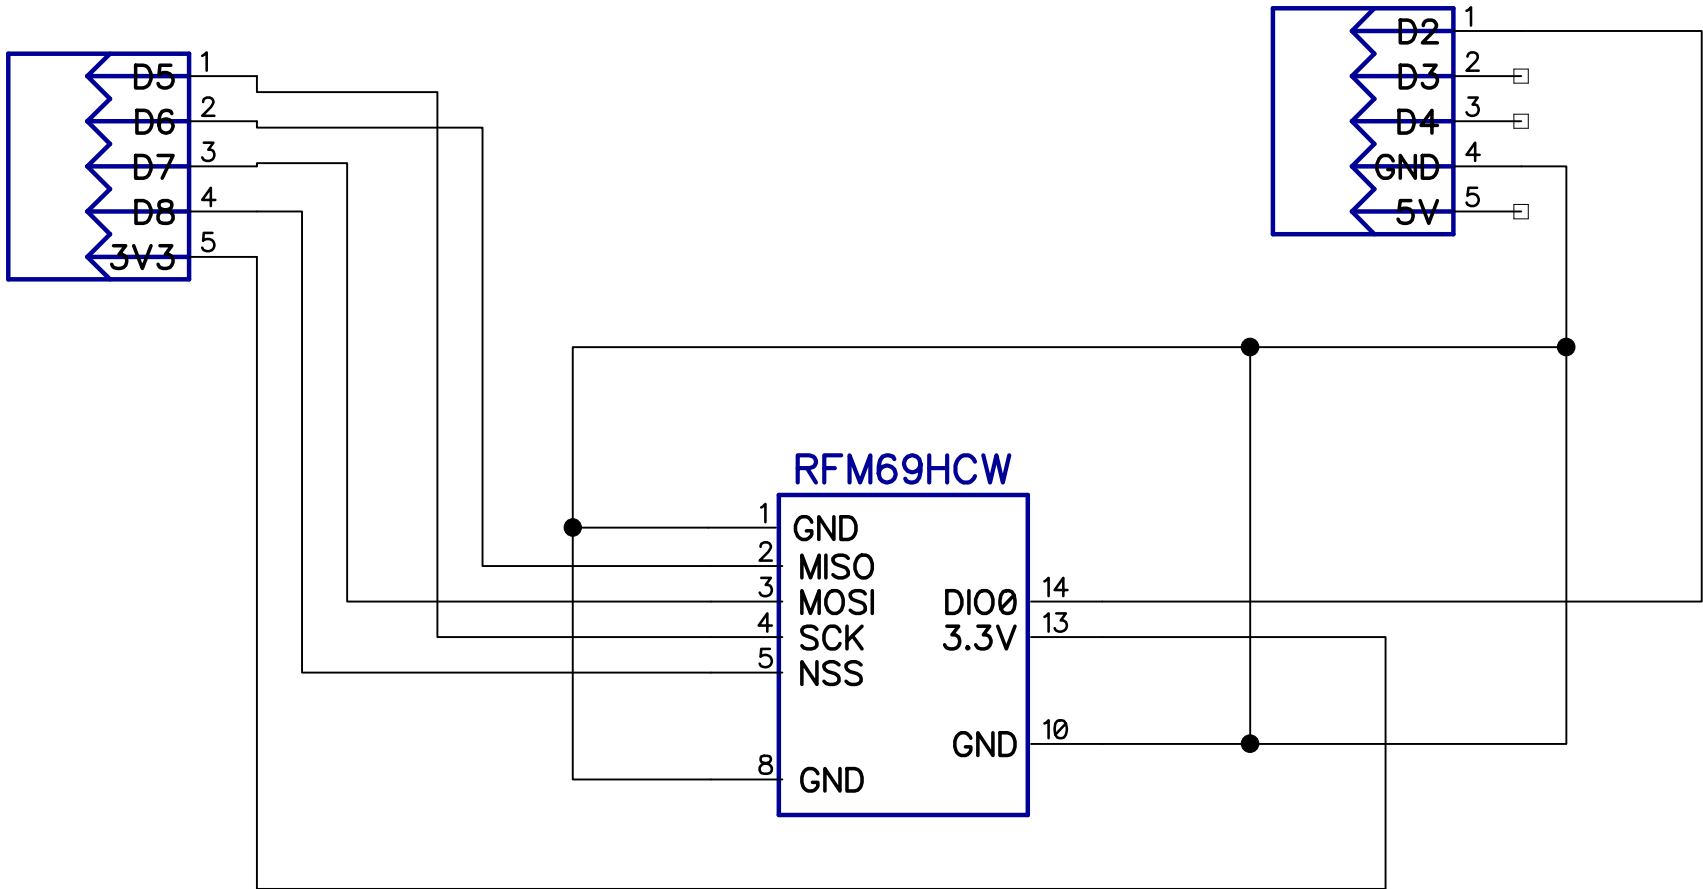 D5 1
D6 2
D7 3
D8 4
3V3 5
D2 1
D3 2
D4 3
GND 4
5V 5
RFM69HCW
1 GND
2 MISO
3 MOSI
4 SCK
5 NSS
8 GND
DIO0 14
3.3V 13
GND 10